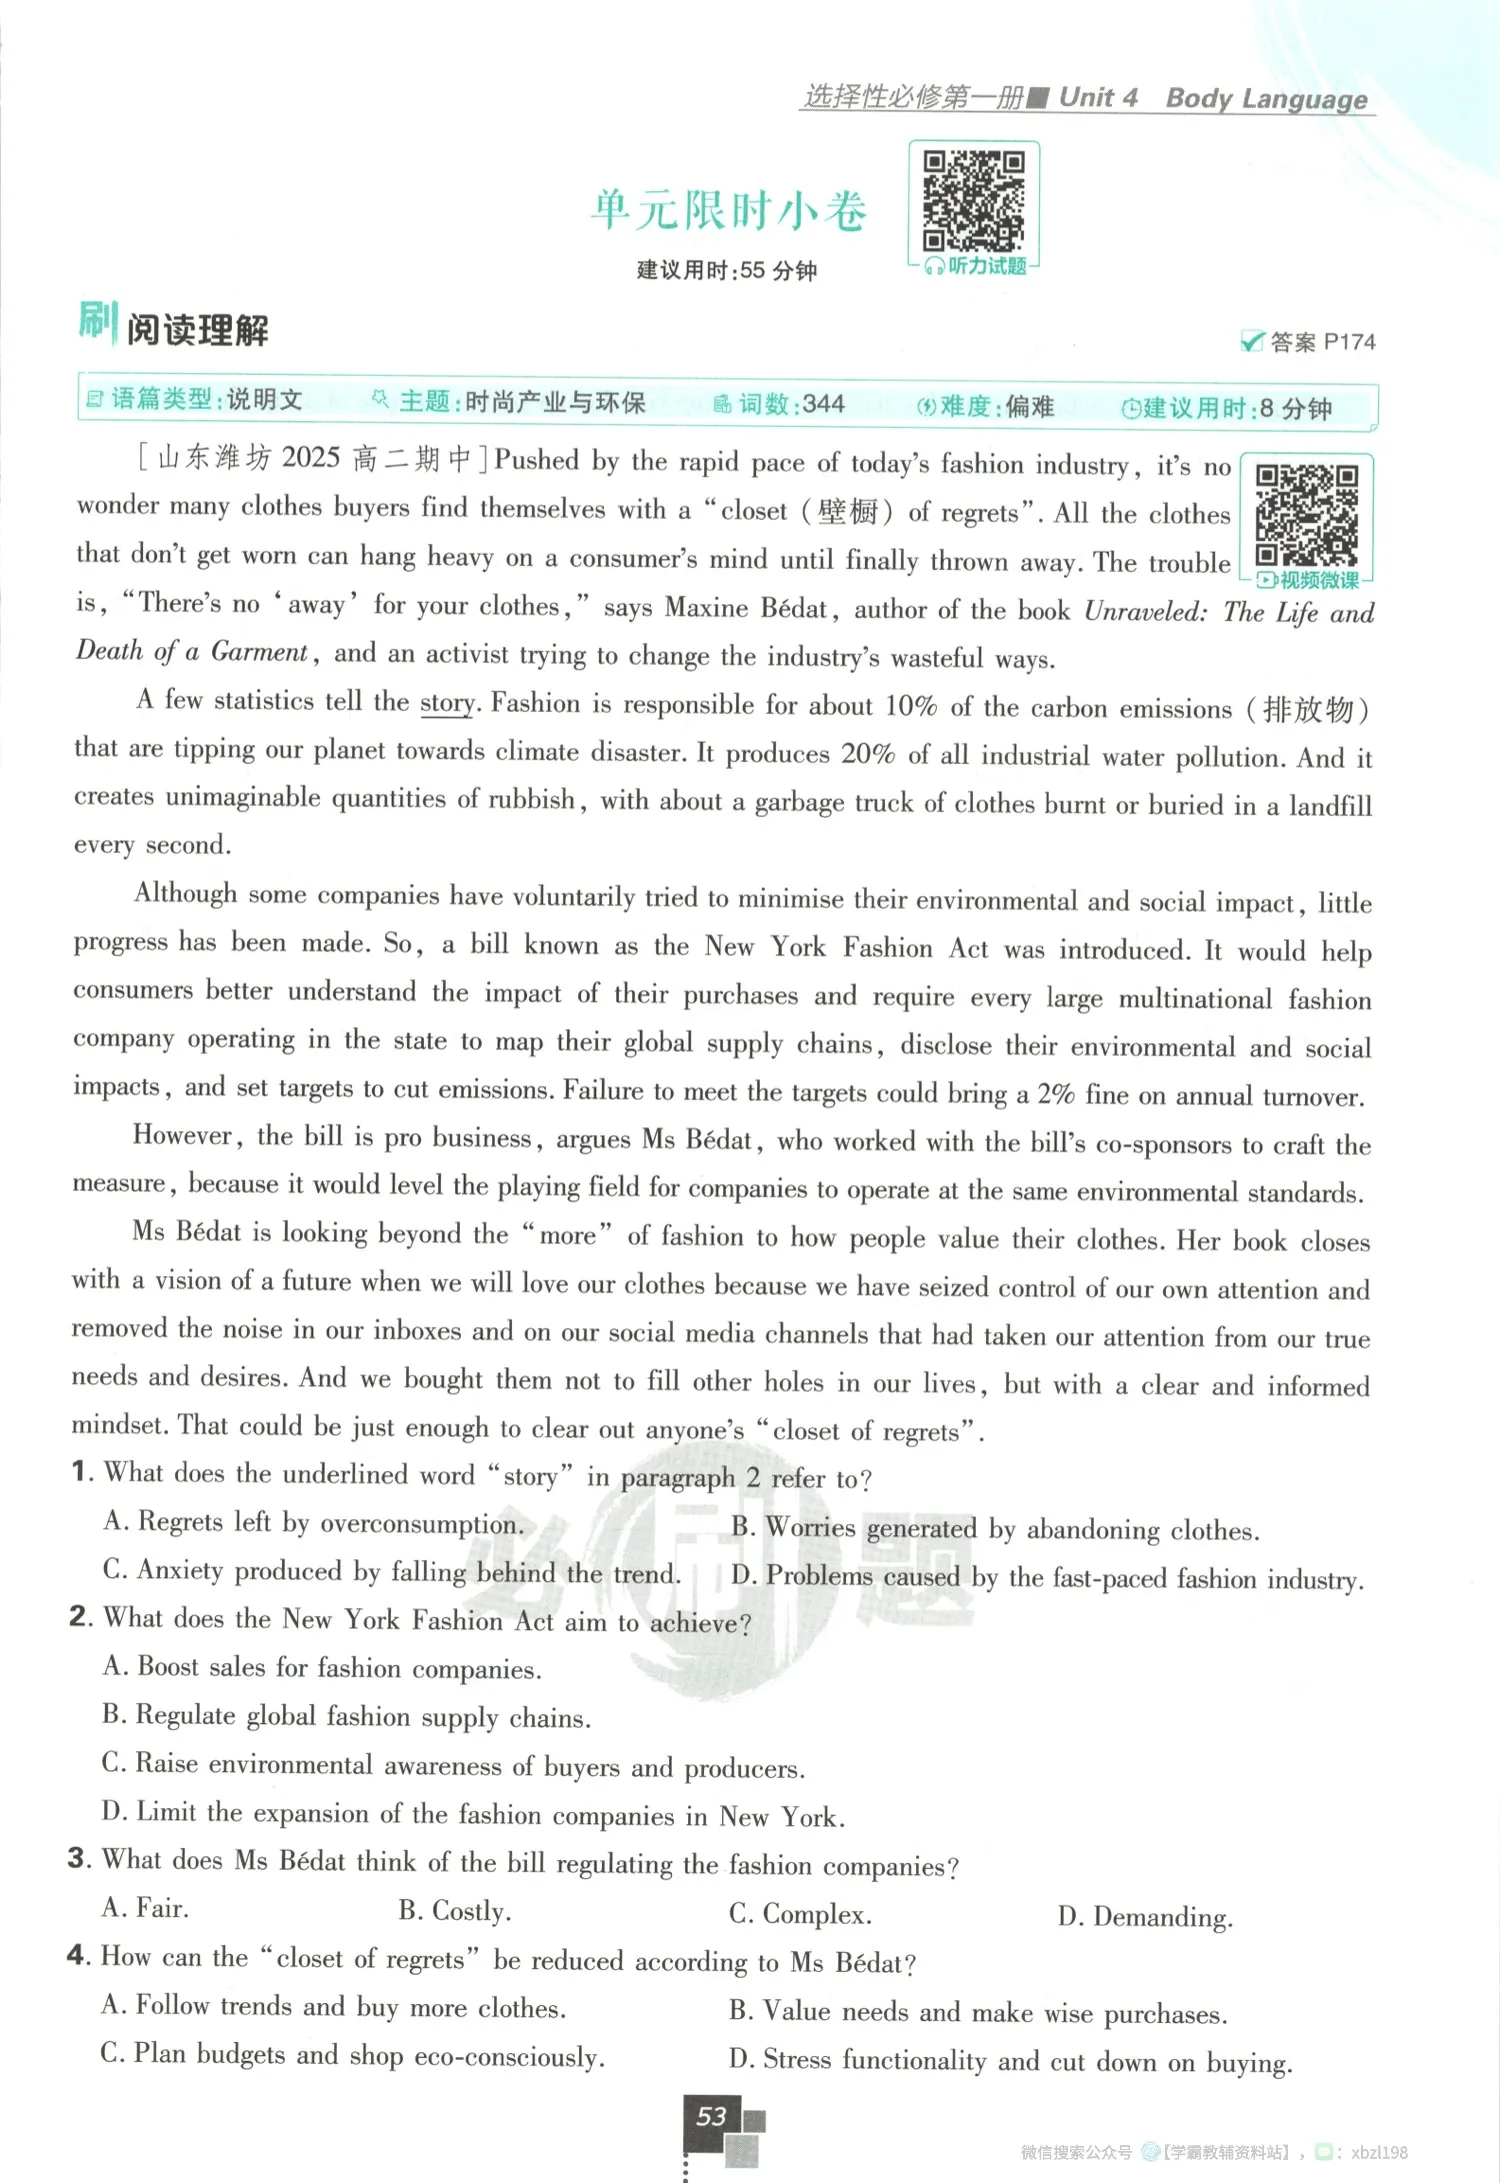 选择性必修第一册■ Unit 4 Body Language
单元限时小卷
建议用时:55 分钟
听力试题
刷 阅读理解
答案 P174
语篇类型:说明文 主题:时尚产业与环保 词数:344 难度:偏难 建议用时:8 分钟
[山东潍坊 2025 高二期中]Pushed by the rapid pace of today's fashion industry, it's no
wonder many clothes buyers find themselves with a “closet (壁橱) of regrets”. All the clothes
that don't get worn can hang heavy on a consumer's mind until finally thrown away. The trouble
视频微课
is, “There's no ‘away’ for your clothes,” says Maxine Bédat, author of the book Unraveled: The Life and
Death of a Garment, and an activist trying to change the industry's wasteful ways.
A few statistics tell the story. Fashion is responsible for about 10% of the carbon emissions (排放物)
that are tipping our planet towards climate disaster. It produces 20% of all industrial water pollution. And it
creates unimaginable quantities of rubbish, with about a garbage truck of clothes burnt or buried in a landfill
every second.
Although some companies have voluntarily tried to minimise their environmental and social impact, little
progress has been made. So, a bill known as the New York Fashion Act was introduced. It would help
consumers better understand the impact of their purchases and require every large multinational fashion
company operating in the state to map their global supply chains, disclose their environmental and social
impacts, and set targets to cut emissions. Failure to meet the targets could bring a 2% fine on annual turnover.
However, the bill is pro business, argues Ms Bédat, who worked with the bill's co-sponsors to craft the
measure, because it would level the playing field for companies to operate at the same environmental standards.
Ms Bédat is looking beyond the “more” of fashion to how people value their clothes. Her book closes
with a vision of a future when we will love our clothes because we have seized control of our own attention and
removed the noise in our inboxes and on our social media channels that had taken our attention from our true
needs and desires. And we bought them not to fill other holes in our lives, but with a clear and informed
mindset. That could be just enough to clear out anyone's “closet of regrets”.
1. What does the underlined word “story” in paragraph 2 refer to?
A. Regrets left by overconsumption. B. Worries generated by abandoning clothes.
C. Anxiety produced by falling behind the trend. D. Problems caused by the fast-paced fashion industry.
2. What does the New York Fashion Act aim to achieve?
A. Boost sales for fashion companies.
B. Regulate global fashion supply chains.
C. Raise environmental awareness of buyers and producers.
D. Limit the expansion of the fashion companies in New York.
3. What does Ms Bédat think of the bill regulating the fashion companies?
A. Fair. B. Costly. C. Complex. D. Demanding.
4. How can the “closet of regrets” be reduced according to Ms Bédat?
A. Follow trends and buy more clothes. B. Value needs and make wise purchases.
C. Plan budgets and shop eco-consciously. D. Stress functionality and cut down on buying.
必刷题
53
微信搜索公众号【学霸教辅资料站】, : xbzl198